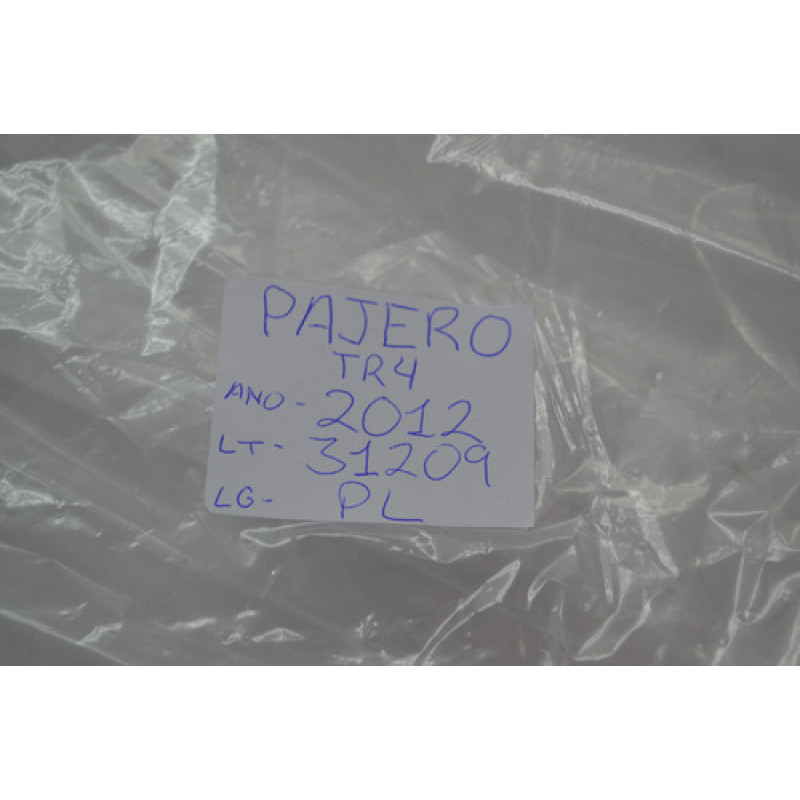 PAJERO
TR4
ANO - 2012
LT - 31209
LG - PL